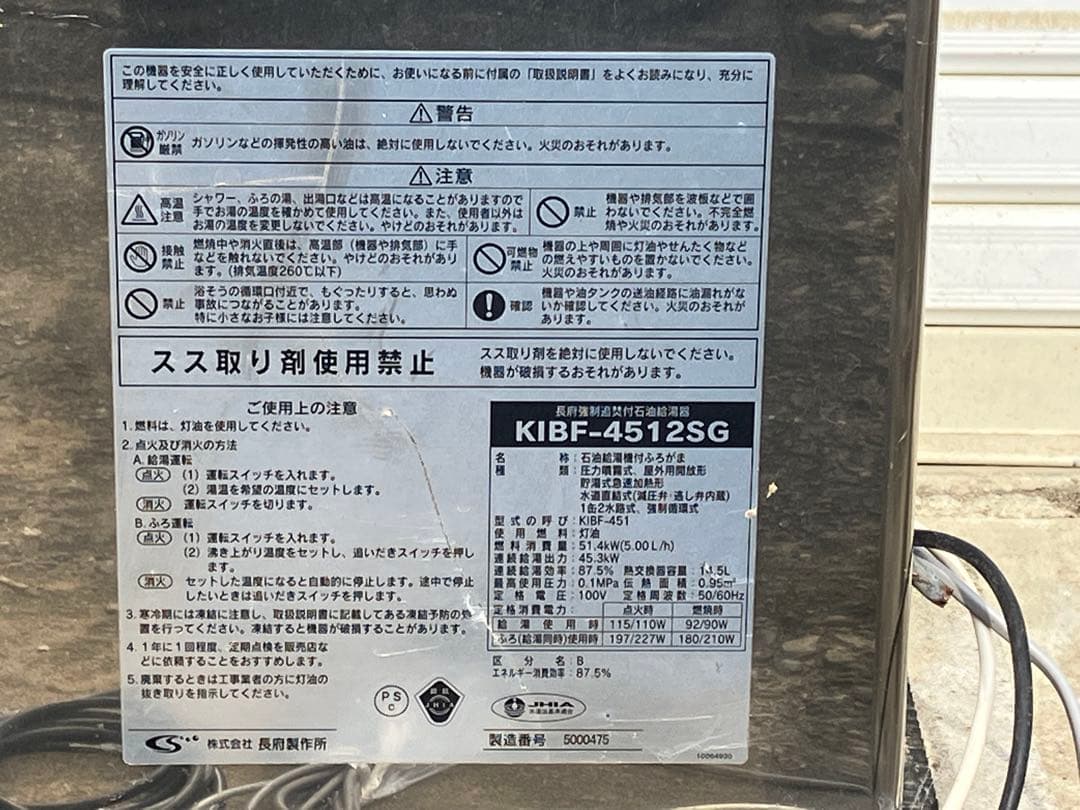 この機器を安全に正しく使用していただくために、お使いになる前に付属の「取扱説明書」をよくお読みになり、充分に
理解してください。
警告
ガソリン
厳禁
ガソリンなどの揮発性の高い油は、絶対に使用しないでください。火災のおそれがあります。
注意
高温
注意
シャワー、ふろの湯、出湯口などは高温になることがありますので
手でお湯の温度を確かめて使用してください。また、使用者以外は
お湯の温度を変更しないでください。やけどのおそれがあります。
禁止
機器や排気部を波板などで囲
わないでください。不完全燃
焼や火災のおそれがあります。
接触
禁止
燃焼中や消火直後は、高温部(機器や排気部)に手
などを触れないでください。やけどのおそれがあり
ます。(排気温度260℃以下)
可燃物
禁止
機器の上や周囲に灯油やせんたく物など
の燃えやすいものを置かないでください。
火災のおそれがあります。
禁止
浴そうの循環口付近で、もぐったりすると、思わぬ
事故につながることがあります。
特に小さなお子様には注意してください。
確認
機器や油タンクの送油経路に油漏れがな
いか確認してください。火災のおそれが
あります。
スス取り剤使用禁止
スス取り剤を絶対に使用しないでください。
機器が破損するおそれがあります。
ご使用上の注意
1.燃料は、灯油を使用してください。
2.点火及び消火の方法
A.給湯運転
点火 (1) 運転スイッチを入れます。
(2) 湯温を希望の温度にセットします。
消火 運転スイッチを切ります。
B.ふろ運転
点火 (1) 運転スイッチを入れます。
(2) 沸き上がり温度をセットし、追いだきスイッチを押し
ます。
消火 セットした温度になると自動的に停止します。途中で停止
したいときは追いだきスイッチを押します。
3.寒冷期には凍結に注意し、取扱説明書に記載してある凍結予防の処
置を行ってください。凍結すると機器が破損することがあります。
4.1年に1回程度、定期点検を販売店な
どに依頼することをおすすめします。
5.廃棄するときは工事業者の方に灯油の
抜き取りを指示してください。
PS
C
JHIA
株式会社 長府製作所
長府強制追焚付石油給湯器
KIBF-4512SG
名称:石油給湯機付ふろがま
種類:圧力噴霧式、屋外用開放形
貯湯式急速加熱形
水道直結式(減圧弁・逃し弁内蔵)
1缶2水路式、強制循環式
型式の呼び:KIBF-451
使用燃料:灯油
燃料消費量:51.4kW(5.00L/h)
連続給湯出力:45.3kW
連続給湯効率:87.5% 熱交換器容量:14.5L
最高使用圧力:0.1MPa 伝熱面積:0.95m²
定格電圧:100V 定格周波数:50/60Hz
定格消費電力: 点火時 燃焼時
給湯使用時 115/110W 92/90W
ふろ(給湯同時)使用時 197/227W 180/210W
区分名:B
エネルギー消費効率:87.5%
JHIA
製造番号 5000475